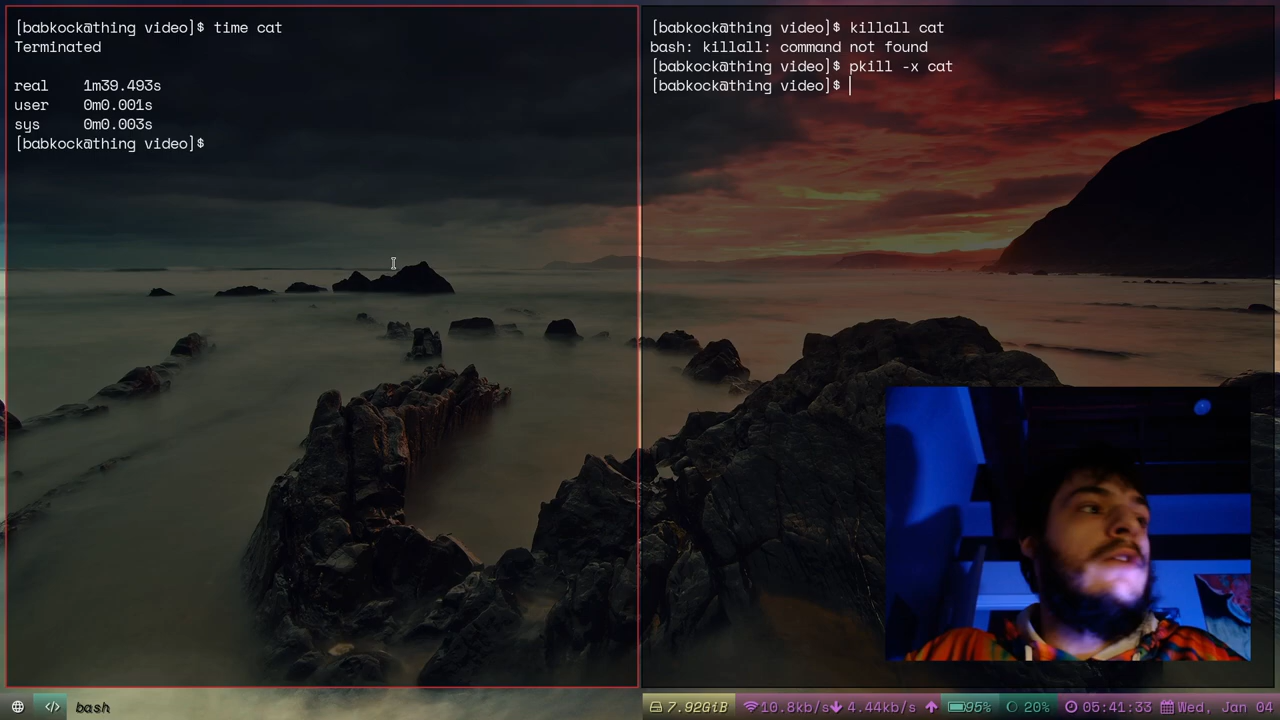 [babkock@thing video]$ time cat
Terminated
real    1m39.493s
user    0m0.001s
sys     0m0.003s
[babkock@thing video]$
[babkock@thing video]$ killall cat
bash: killall: command not found
[babkock@thing video]$ pkill -x cat
[babkock@thing video]$
</> bash 7.92GiB 10.8kb/s 4.44kb/s 95% 20% 05:41:33 Wed, Jan 04